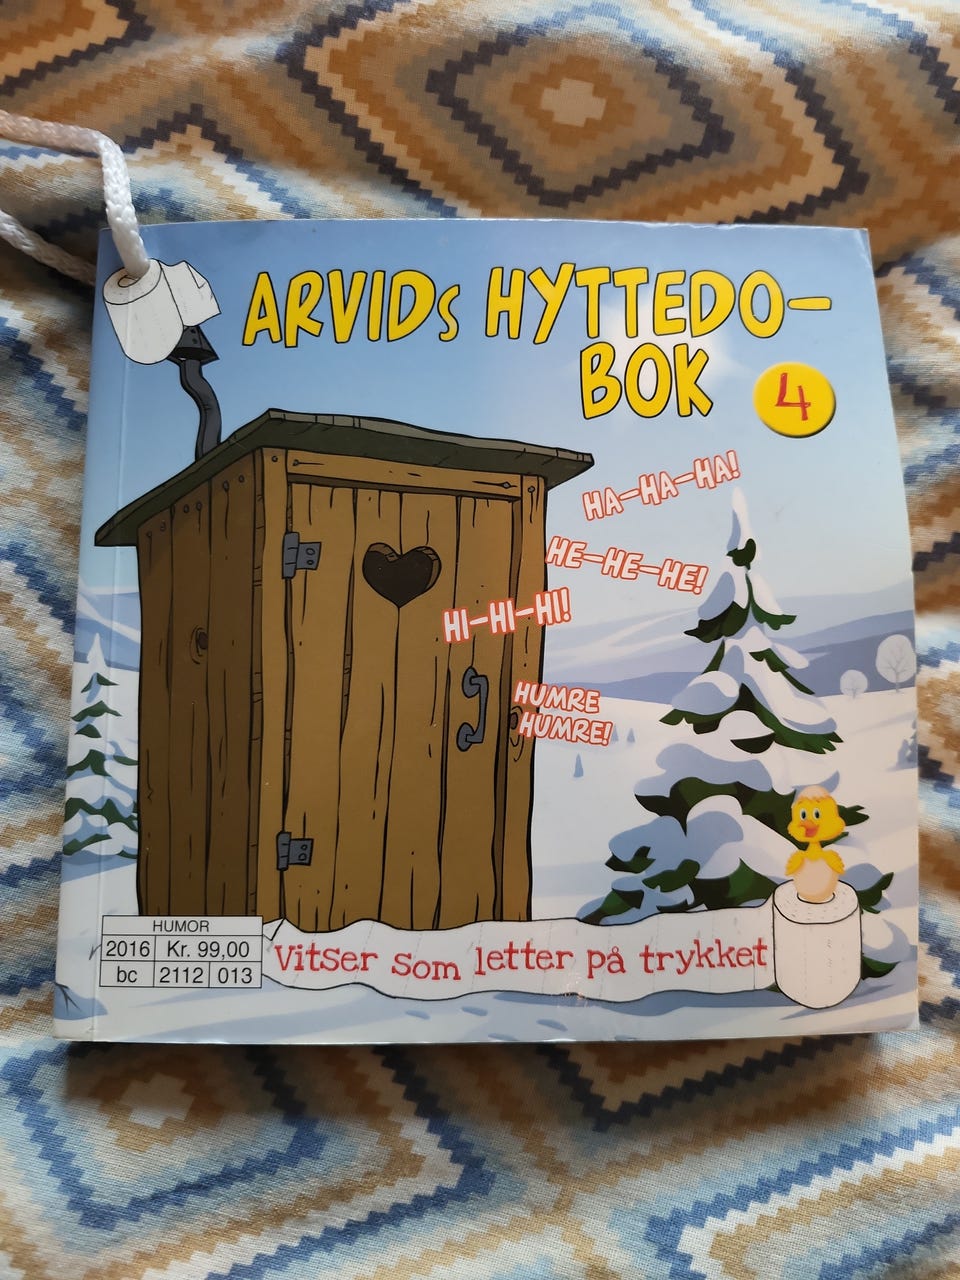 ARVIDs HYTTEDO-
BOK
4
HA-HA-HA!
HE-HE-HE!
HI-HI-HI!
HUMRE
HUMRE!
HUMOR
2016 Kr. 99,00
bc 2112 013
Vitser som letter på trykket